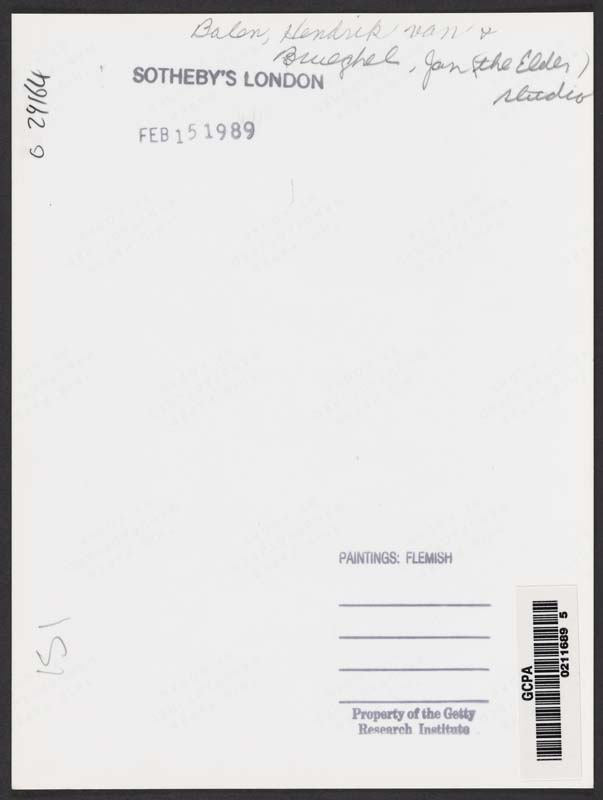 Balen, Hendrik van &
Brueghel, Jan (the Elder)
studio
SOTHEBY'S LONDON
FEB 15 1989
G 29164
151
PAINTINGS: FLEMISH
Property of the Getty
Research Institute
GCPA
0211689 5